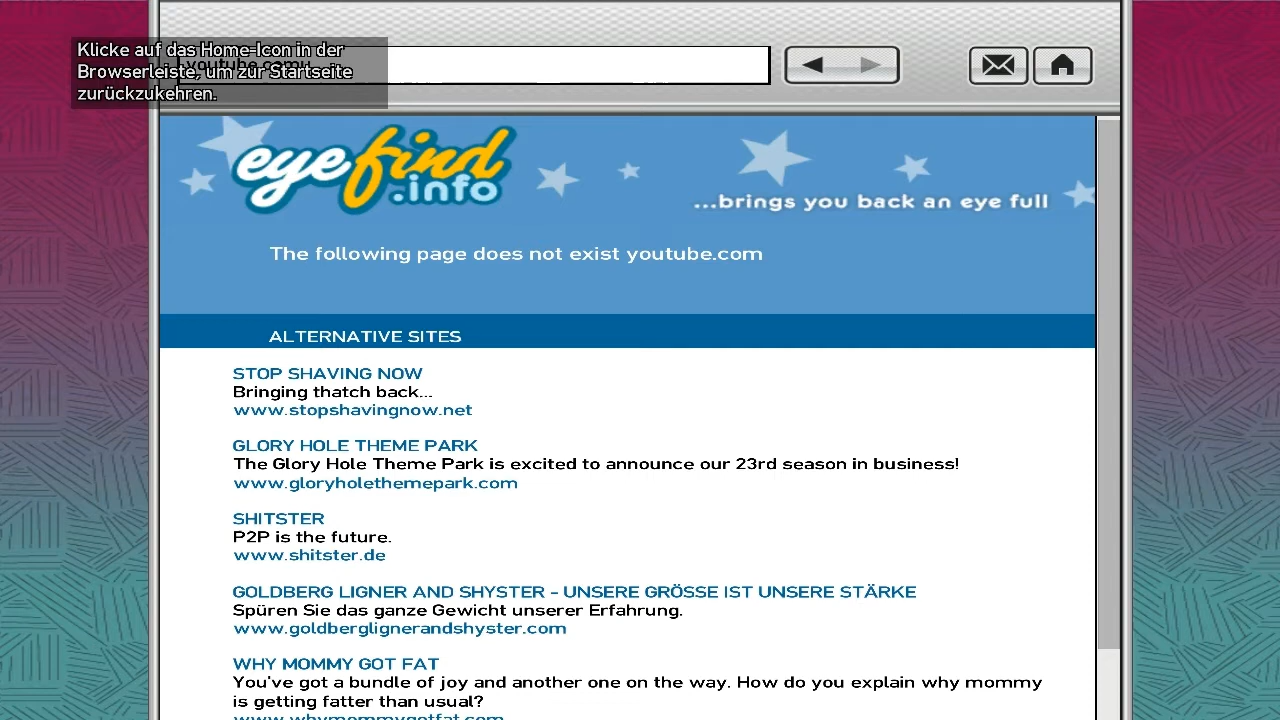 Klicke auf das Home-Icon in der
Browserleiste, um zur Startseite
zurückzukehren.
eyefind
.info
...brings you back an eye full
The following page does not exist youtube.com
ALTERNATIVE SITES
STOP SHAVING NOW
Bringing thatch back...
www.stopshavingnow.net
GLORY HOLE THEME PARK
The Glory Hole Theme Park is excited to announce our 23rd season in business!
www.gloryholethemepark.com
SHITSTER
P2P is the future.
www.shitster.de
GOLDBERG LIGNER AND SHYSTER - UNSERE GRÖSSE IST UNSERE STÄRKE
Spüren Sie das ganze Gewicht unserer Erfahrung.
www.goldberglignerandshyster.com
WHY MOMMY GOT FAT
You've got a bundle of joy and another one on the way. How do you explain why mommy
is getting fatter than usual?
www.whymommygotfat.com